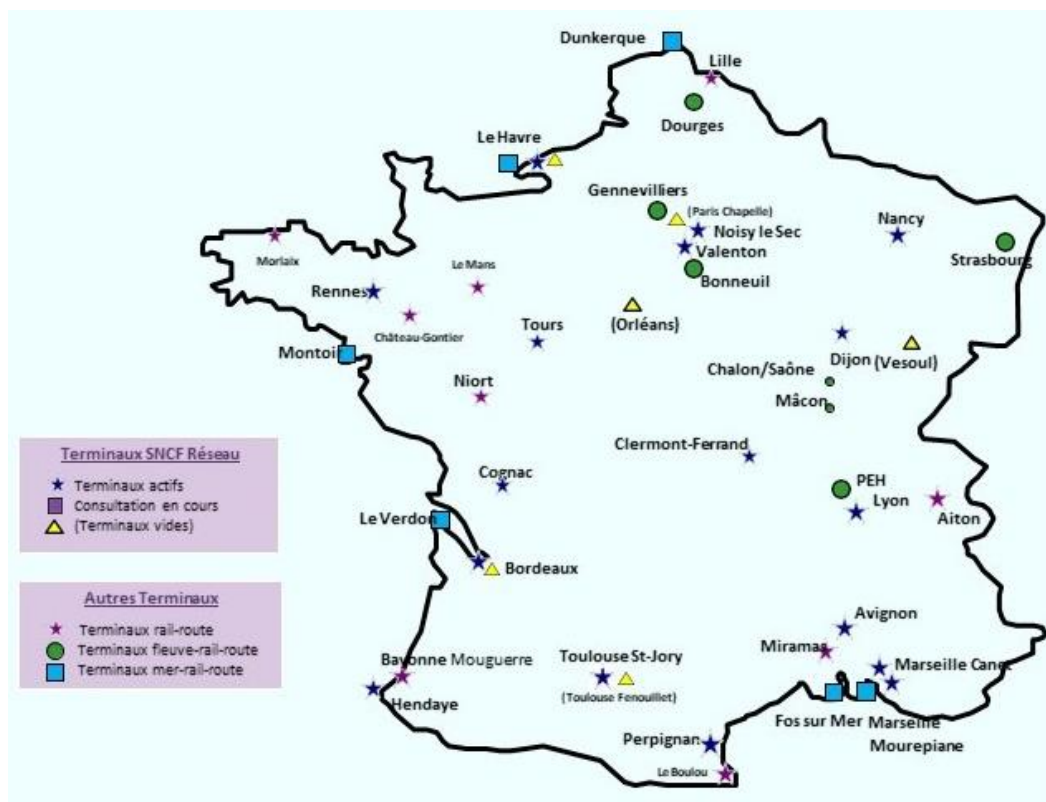 Dunkerque
Lille
Dourges
Le Havre
Gennevilliers
(Paris Chapelle)
Noisy le Sec
Valenton
Bonneuil
Nancy
Strasbourg
Morlaix
Le Mans
Rennes
Château-Gontier
Tours
(Orléans)
Montoir
Dijon
(Vesoul)
Chalon/Saône
Mâcon
Niort
Clermont-Ferrand
Terminaux SNCF Réseau
Terminaux actifs
Consultation en cours
(Terminaux vides)
Cognac
PEH
Lyon
Aiton
Le Verdon
Bordeaux
Autres Terminaux
Terminaux rail-route
Terminaux fleuve-rail-route
Terminaux mer-rail-route
Avignon
Miramas
Bayonne Mouguerre
Toulouse St-Jory
Marseille Canet
(Toulouse Fenouillet)
Hendaye
Fos sur Mer
Marseille
Mourepiane
Perpignan
Le Boulou